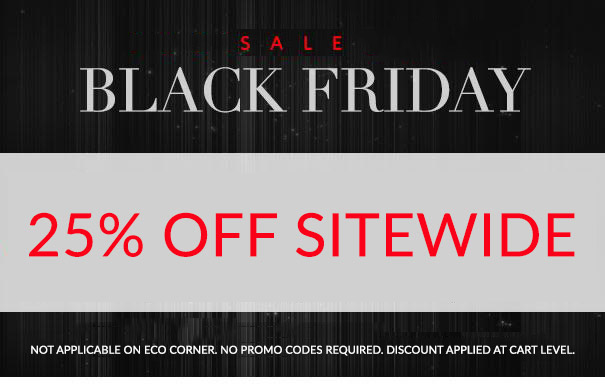 SALE
BLACK FRIDAY
25% OFF SITEWIDE
NOT APPLICABLE ON ECO CORNER. NO PROMO CODES REQUIRED. DISCOUNT APPLIED AT CART LEVEL.